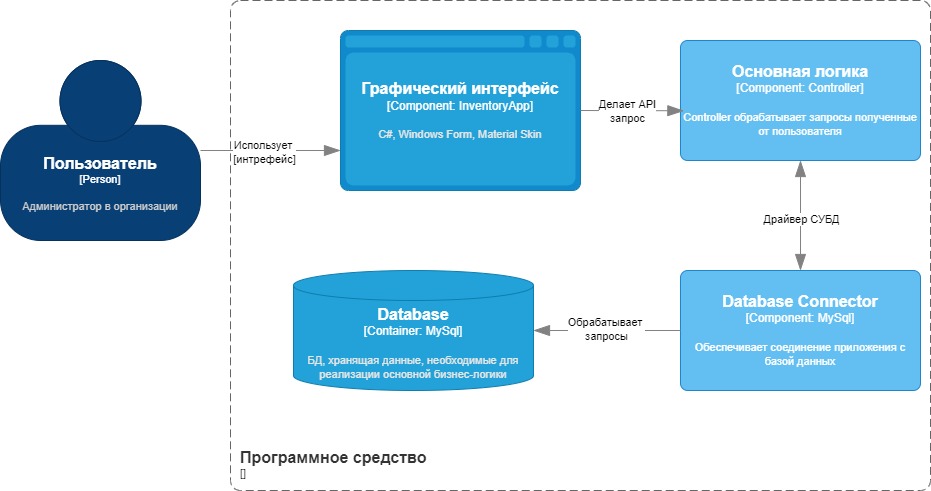 Пользователь
[Person]
Администратор в организации
Использует
[интрефейс]
Графический интерфейс
[Component: InventoryApp]
C#, Windows Form, Material Skin
Делает API
запрос
Основная логика
[Component: Controller]
Controller обрабатывает запросы полученные
от пользователя
Драйвер СУБД
Database Connector
[Component: MySql]
Обеспечивает соединение приложения с
базой данных
Обрабатывает
запросы
Database
[Container: MySql]
БД, хранящая данные, необходимые для
реализации основной бизнес-логики
Программное средство
[]